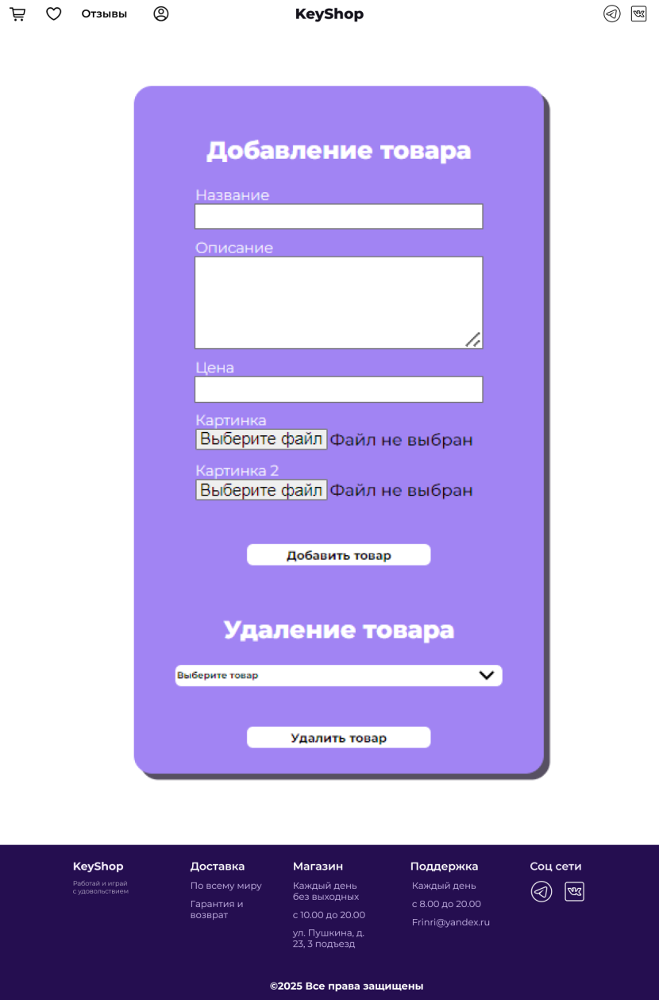 Отзывы
KeyShop
Добавление товара
Название
Описание
Цена
Картинка
Выберите файл Файл не выбран
Картинка 2
Выберите файл Файл не выбран
Добавить товар
Удаление товара
Выберите товар
Удалить товар
KeyShop
Работай и играй
с удовольствием
Доставка
По всему миру
Гарантия и
возврат
Магазин
Каждый день
без выходных
с 10.00 до 20.00
ул. Пушкина, д.
23, 3 подъезд
Поддержка
Каждый день
с 8.00 до 20.00
Frinri@yandex.ru
Соц сети
©2025 Все права защищены